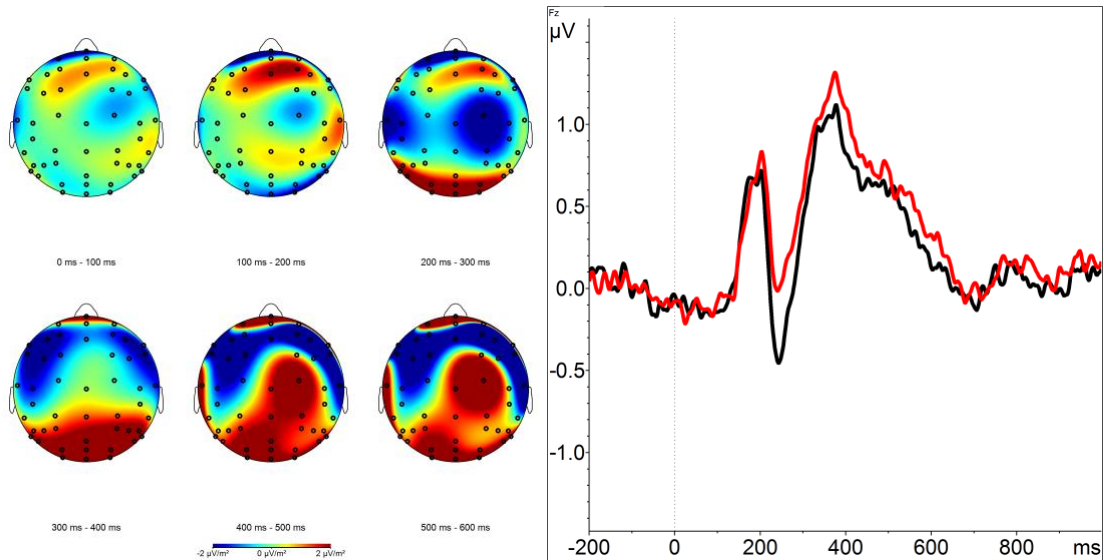 0 ms - 100 ms
100 ms - 200 ms
200 ms - 300 ms
300 ms - 400 ms
400 ms - 500 ms
500 ms - 600 ms
-2 µV/m² 0 µV/m² 2 µV/m²
Fz
µV
1.0
0.5
0.0
-0.5
-1.0
-200 0 200 400 600 800 ms